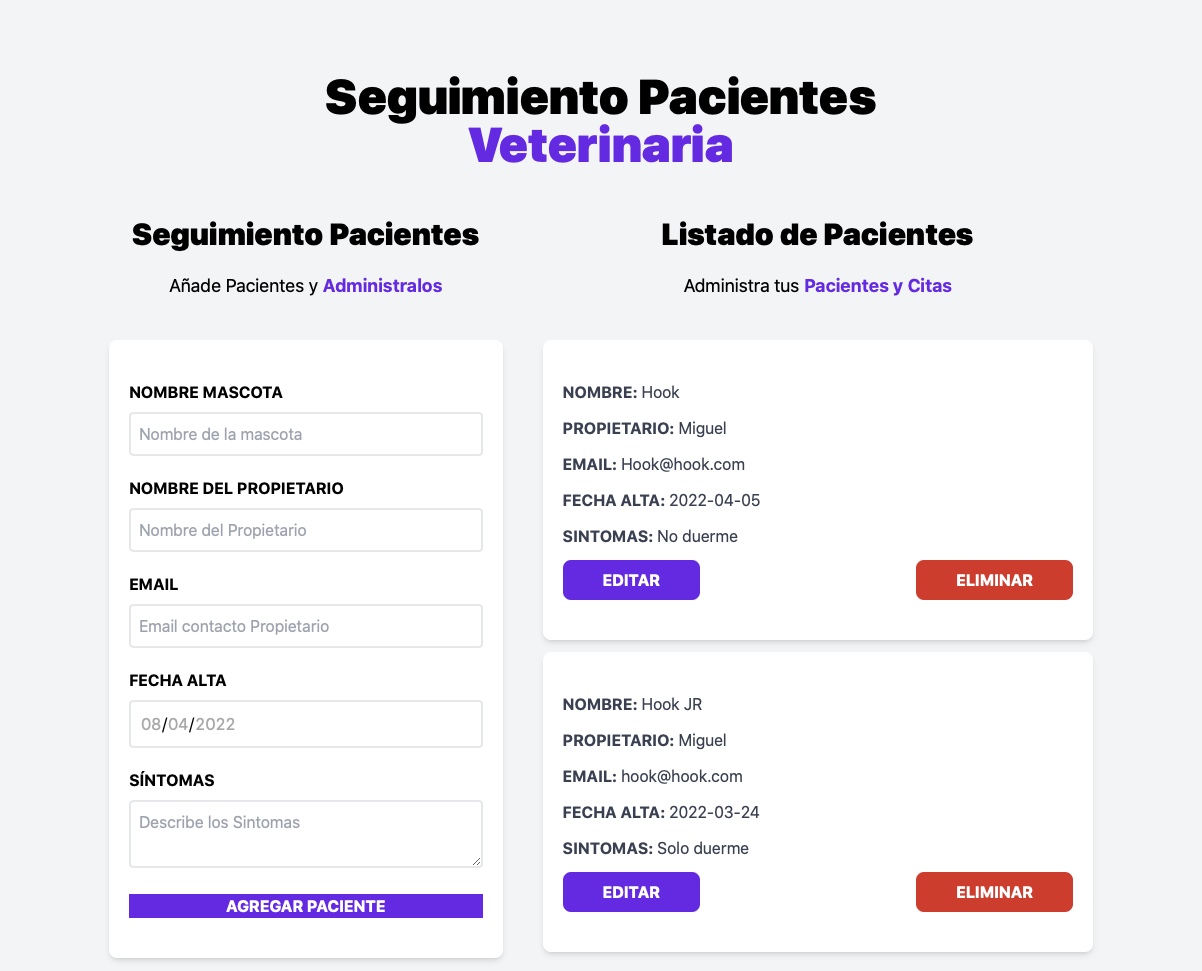 Seguimiento Pacientes
Veterinaria
Seguimiento Pacientes
Añade Pacientes y Administralos
NOMBRE MASCOTA
Nombre de la mascota
NOMBRE DEL PROPIETARIO
Nombre del Propietario
EMAIL
Email contacto Propietario
FECHA ALTA
08/04/2022
SÍNTOMAS
Describe los Sintomas
AGREGAR PACIENTE
Listado de Pacientes
Administra tus Pacientes y Citas
NOMBRE: Hook
PROPIETARIO: Miguel
EMAIL: Hook@hook.com
FECHA ALTA: 2022-04-05
SINTOMAS: No duerme
EDITAR
ELIMINAR
NOMBRE: Hook JR
PROPIETARIO: Miguel
EMAIL: hook@hook.com
FECHA ALTA: 2022-03-24
SINTOMAS: Solo duerme
EDITAR
ELIMINAR